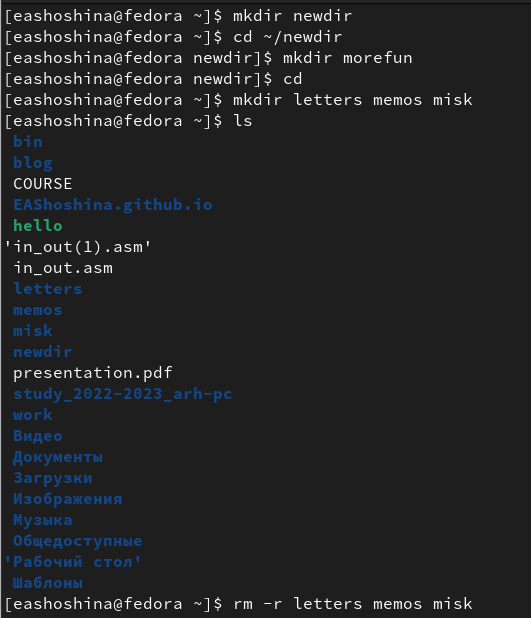 [eashoshina@fedora ~]$ mkdir newdir
[eashoshina@fedora ~]$ cd ~/newdir
[eashoshina@fedora newdir]$ mkdir morefun
[eashoshina@fedora newdir]$ cd
[eashoshina@fedora ~]$ mkdir letters memos misk
[eashoshina@fedora ~]$ ls
bin
blog
COURSE
EAShoshina.github.io
hello
'in_out(1).asm'
in_out.asm
letters
memos
misk
newdir
presentation.pdf
study_2022-2023_arh-pc
work
Видео
Документы
Загрузки
Изображения
Музыка
Общедоступные
'Рабочий стол'
Шаблоны
[eashoshina@fedora ~]$ rm -r letters memos misk